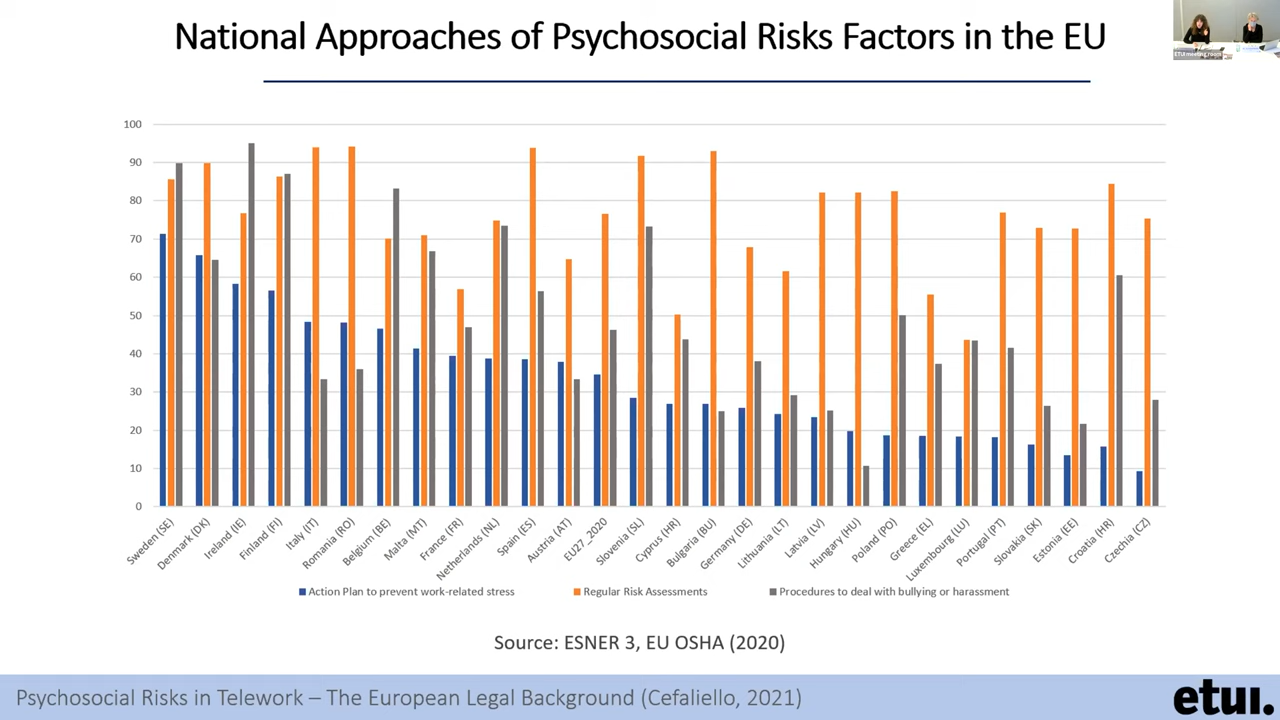 National Approaches of Psychosocial Risks Factors in the EU
ETUI meeting room
100
90
80
70
60
50
40
30
20
10
0
Sweden (SE)
Denmark (DK)
Ireland (IE)
Finland (FI)
Italy (IT)
Romania (RO)
Belgium (BE)
Malta (MT)
France (FR)
Netherlands (NL)
Spain (ES)
Austria (AT)
EU27_2020
Slovenia (SL)
Cyprus (HR)
Bulgaria (BU)
Germany (DE)
Lithuania (LT)
Latvia (LV)
Hungary (HU)
Poland (PO)
Greece (EL)
Luxembourg (LU)
Portugal (PT)
Slovakia (SK)
Estonia (EE)
Croatia (HR)
Czechia (CZ)
Action Plan to prevent work-related stress
Regular Risk Assessments
Procedures to deal with bullying or harassment
Source: ESNER 3, EU OSHA (2020)
Psychosocial Risks in Telework – The European Legal Background (Cefaliello, 2021)
etui.